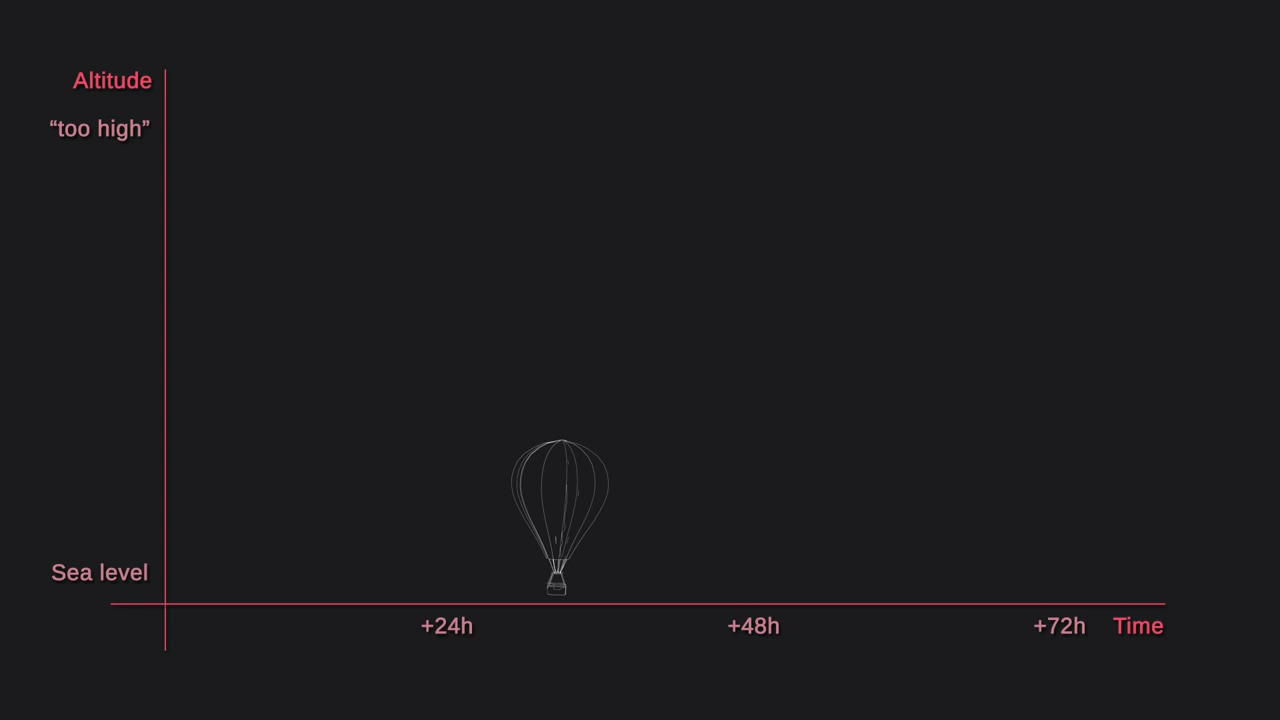 Altitude
“too high”
Sea level
+24h
+48h
+72h
Time